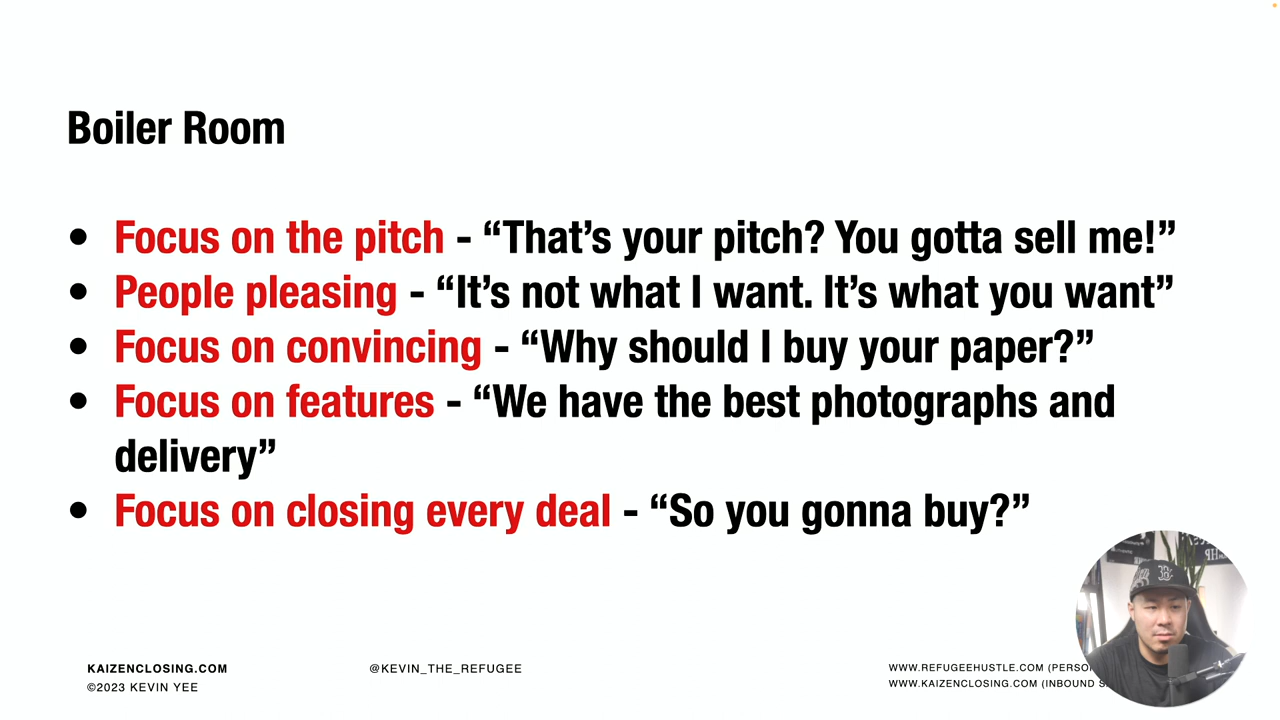 Boiler Room
• Focus on the pitch - “That’s your pitch? You gotta sell me!”
• People pleasing - “It’s not what I want. It’s what you want”
• Focus on convincing - “Why should I buy your paper?”
• Focus on features - “We have the best photographs and
delivery”
• Focus on closing every deal - “So you gonna buy?”
KAIZENCLOSING.COM
©2023 KEVIN YEE
@KEVIN_THE_REFUGEE
WWW.REFUGEEHUSTLE.COM
WWW.KAIZENCLOSING.COM (INBOUND